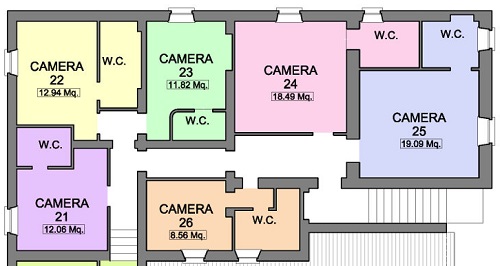 CAMERA
22
12.94 Mq.
W.C.
CAMERA
23
11.82 Mq.
W.C.
CAMERA
24
18.49 Mq.
W.C.
W.C.
CAMERA
25
19.09 Mq.
W.C.
CAMERA
21
12.06 Mq.
CAMERA
26
8.56 Mq.
W.C.